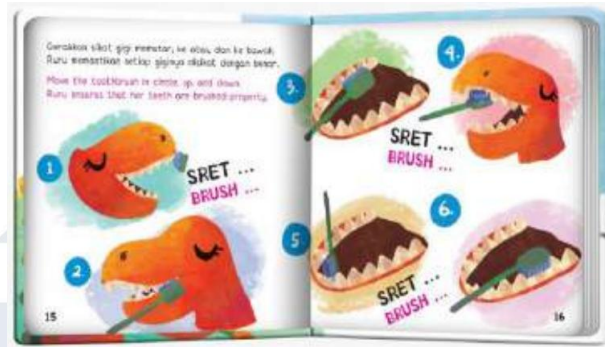 Gerakkan sikat gigi memutar, ke atas, dan ke bawah.
Ruru memastikan setiap giginya disikat dengan benar.
Move the toothbrush in circle, up, and down.
Ruru ensures that her teeth are brushed properly.
1
SRET ...
BRUSH ...
2
15
3.
4.
SRET ...
BRUSH ...
5
6.
SRET ...
BRUSH ...
16